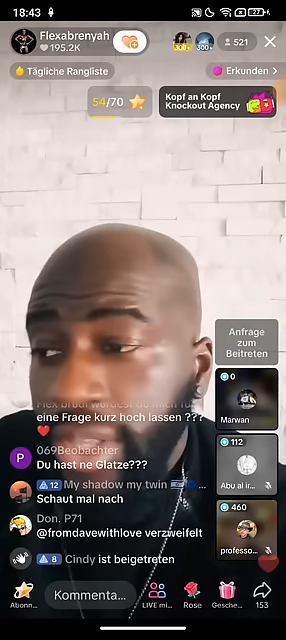 18:43
27
Flexabrenyah
195.2K
300+
300+
521
Tägliche Rangliste
Erkunden >
54/70
Kopf an Kopf
Knockout Agency
Anfrage
zum
Beitreten
0
Marwan
112
Abu al ir...
460
professo...
eine Frage kurz hoch lassen ???
069Beobachter
P
Du hast ne Glatze???
12 My shadow my twin
Schaut mal nach
Don. P71
@fromdavewithlove verzweifelt
8 Cindy ist beigetreten
Abonn...
Kommenta...
LIVE mi...
Rose
Gesche...
153